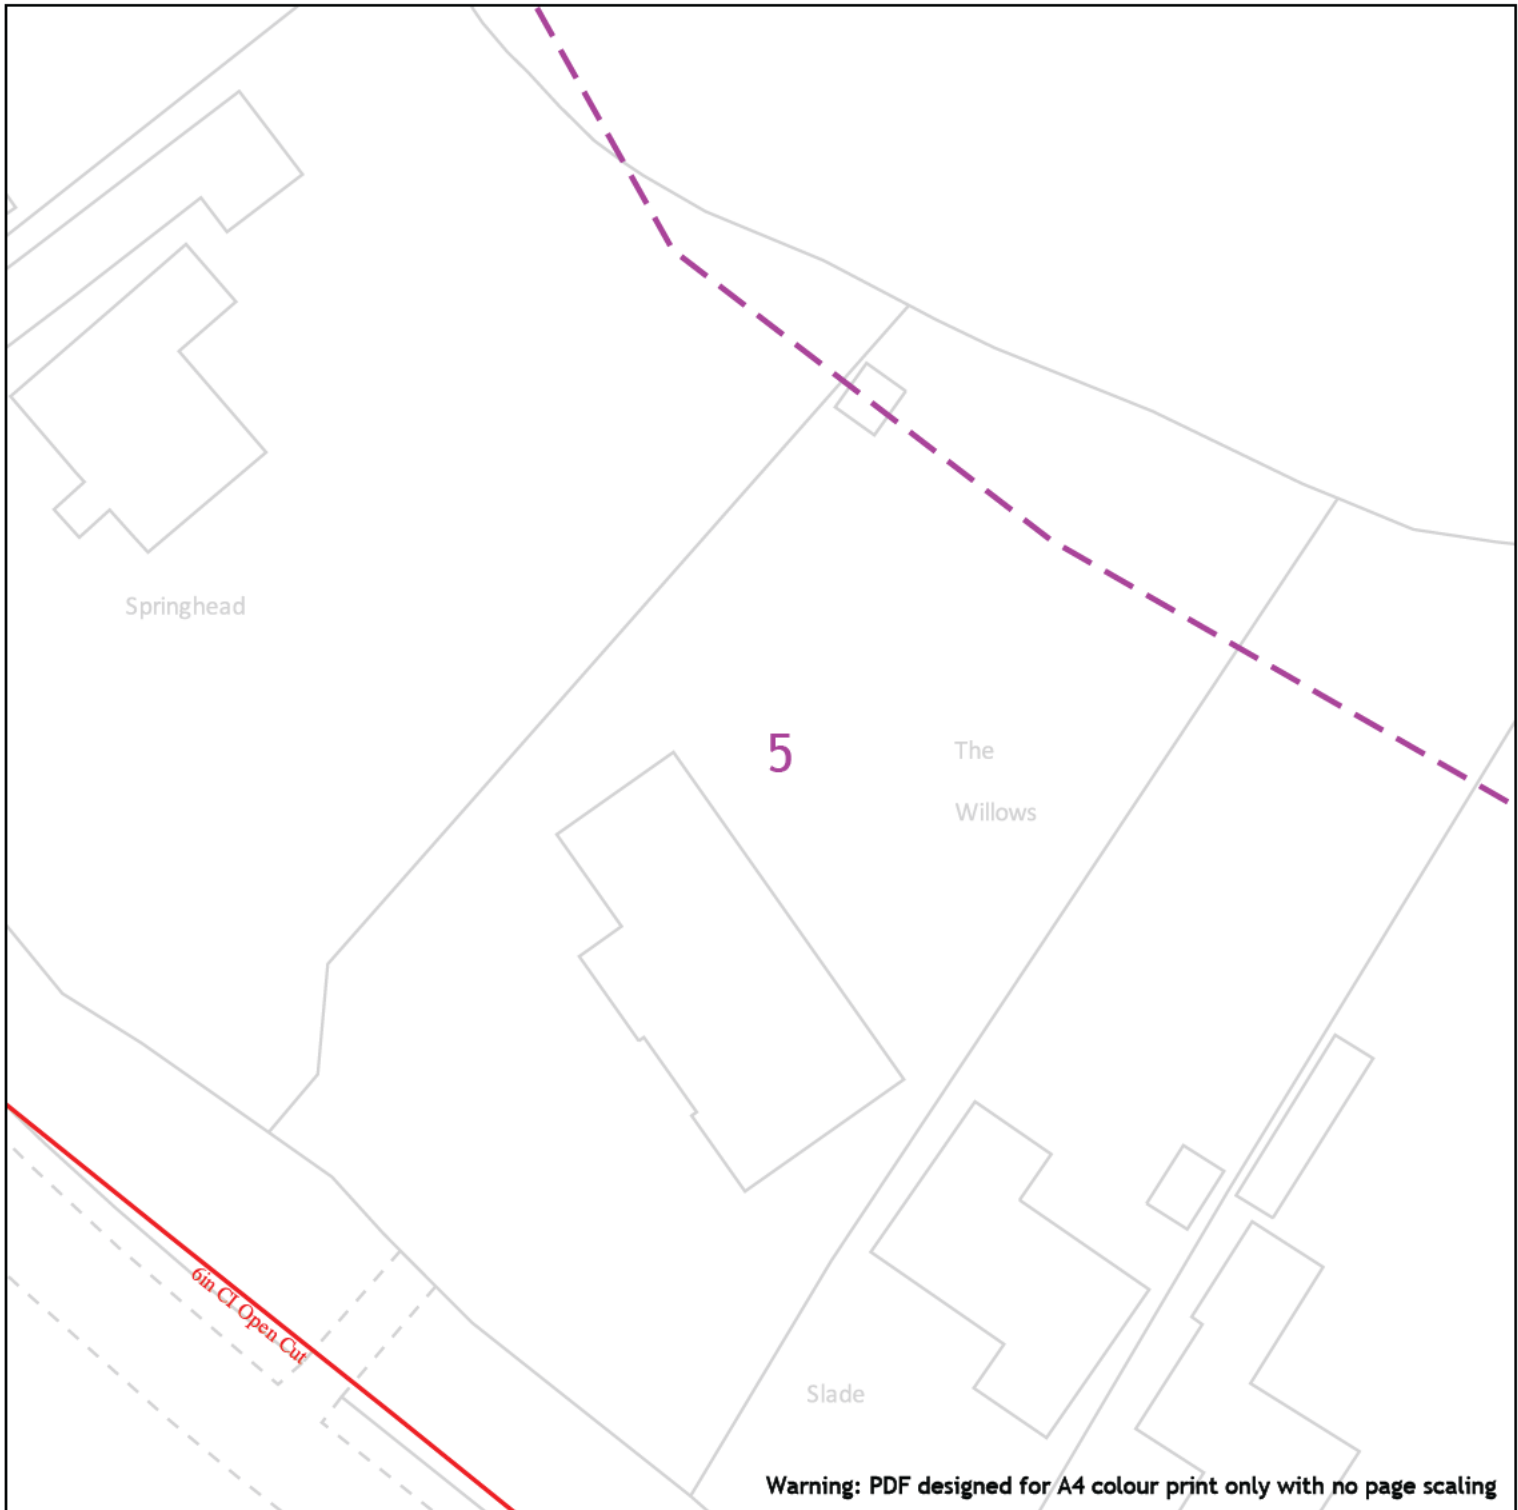 Springhead
5
The
Willows
6in CI Open Cut
Slade
Warning: PDF designed for A4 colour print only with no page scaling